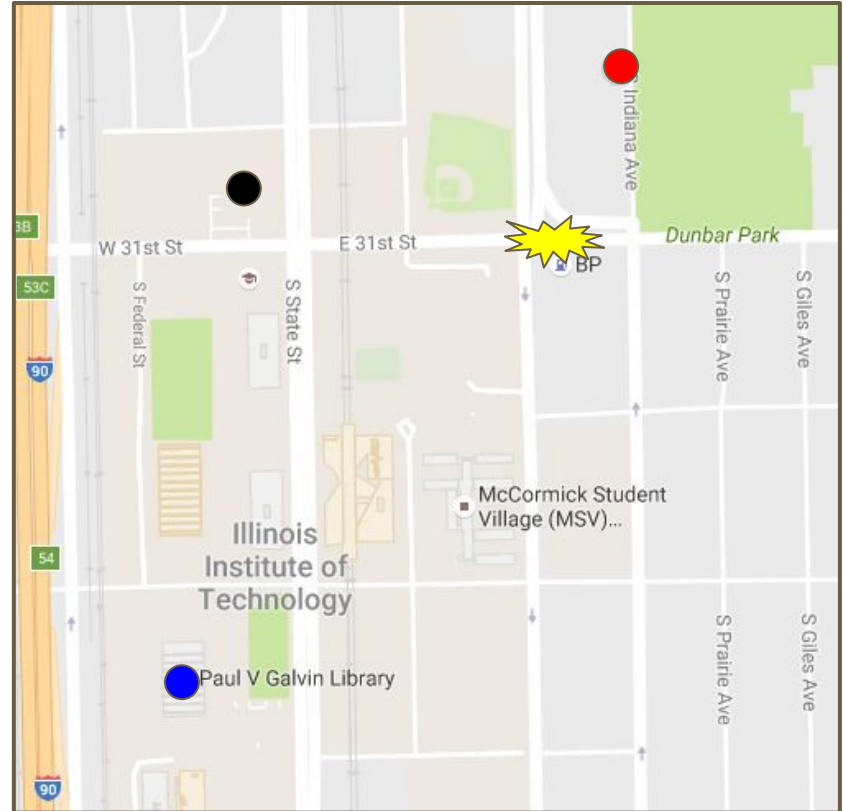 S Indiana Ave
3B
W 31st St
E 31st St
Dunbar Park
BP
53C
S Federal St
S State St
S Prairie Ave
S Giles Ave
90
McCormick Student
Village (MSV)...
Illinois
Institute of
Technology
54
S Prairie Ave
S Giles Ave
Paul V Galvin Library
90